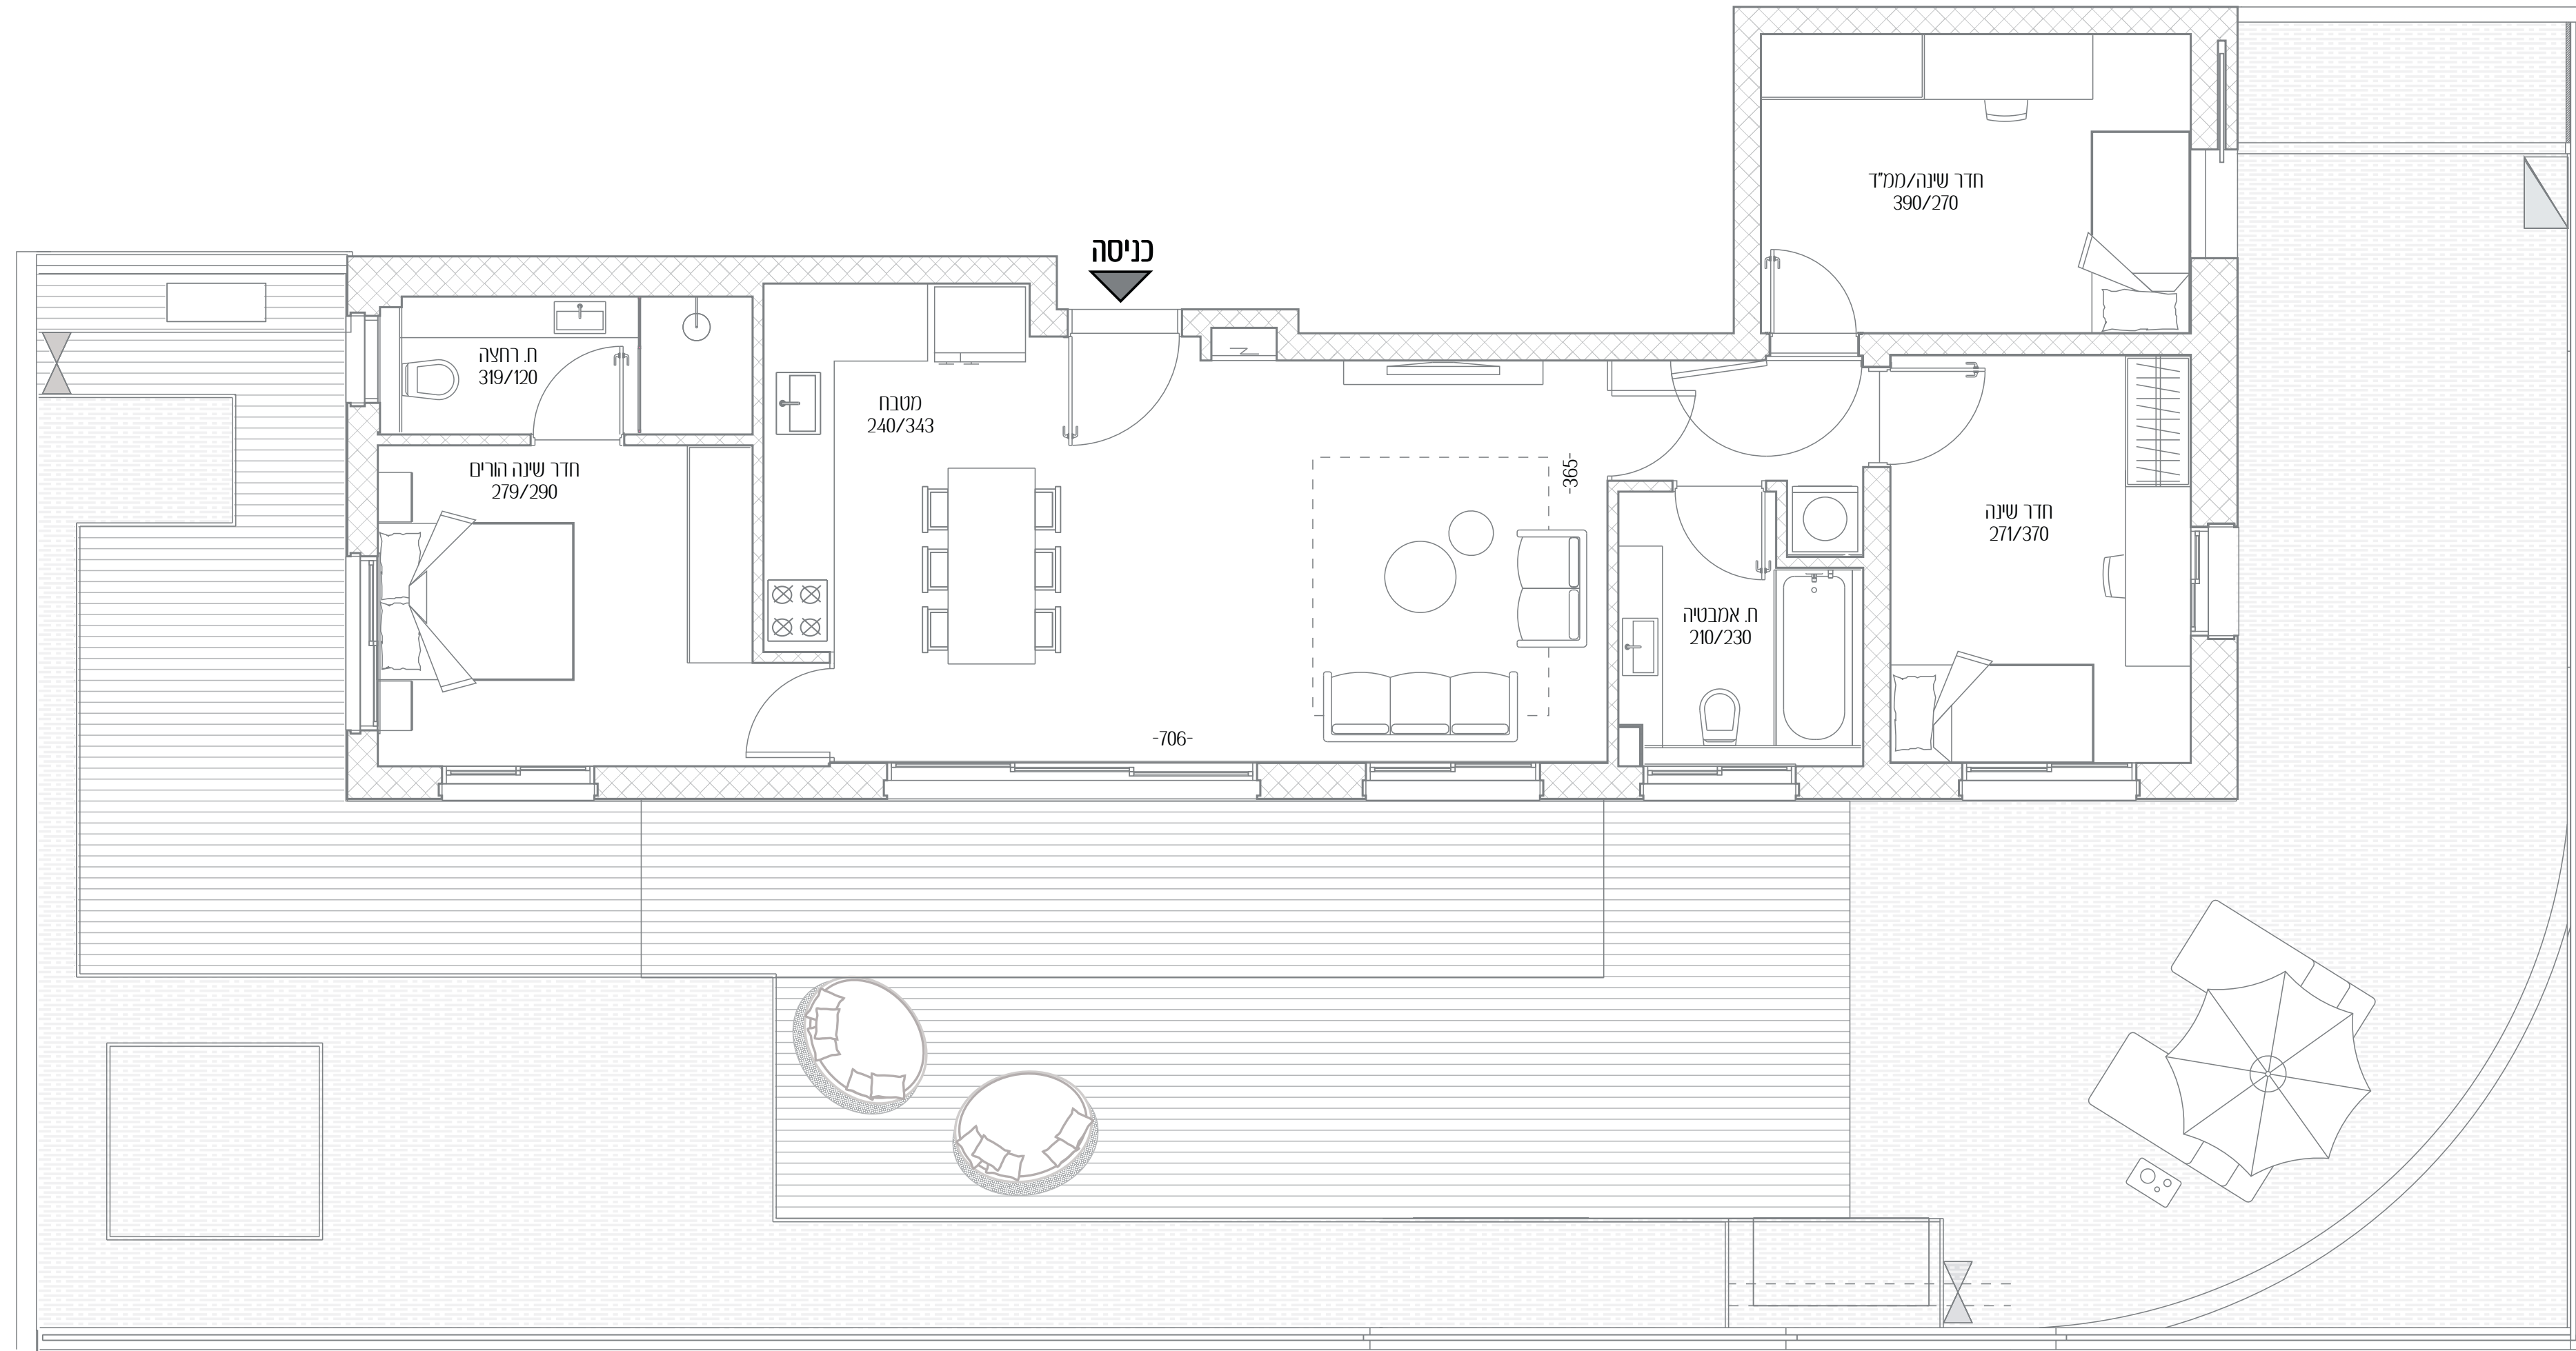 חדר שינה/ממ"ד
390/270
כניסה
ח. רחצה
319/120
מטבח
240/343
חדר שינה הורים
279/290
-365-
חדר שינה
271/370
ח. אמבטיה
210/230
-706-